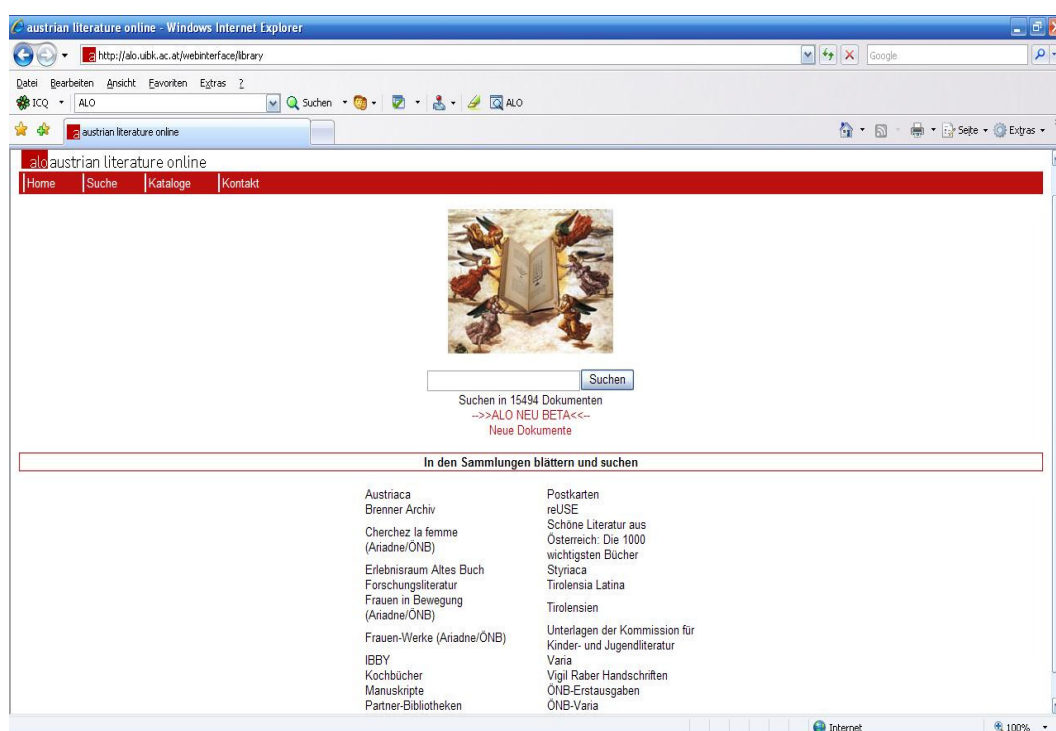 austrian literature online - Windows Internet Explorer
http://alo.uibk.ac.at/webinterface/library
Google
Datei Bearbeiten Ansicht Favoriten Extras ?
ICQ ALO Suchen ALO
austrian literature online
Seite Extras
alo austrian literature online
Home Suche Kataloge Kontakt
Suchen
Suchen in 15494 Dokumenten
-->>ALO NEU BETA<<--
Neue Dokumente
In den Sammlungen blättern und suchen
Austriaca
Brenner Archiv
Cherchez la femme
(Ariadne/ÖNB)
Erlebnisraum Altes Buch
Forschungsliteratur
Frauen in Bewegung
(Ariadne/ÖNB)
Frauen-Werke (Ariadne/ÖNB)
IBBY
Kochbücher
Manuskripte
Partner-Bibliotheken
Postkarten
reUSE
Schöne Literatur aus
Österreich: Die 1000
wichtigsten Bücher
Styriaca
Tirolensia Latina
Tirolensien
Unterlagen der Kommission für
Kinder- und Jugendliteratur
Varia
Vigil Raber Handschriften
ÖNB-Erstausgaben
ÖNB-Varia
Internet
100%